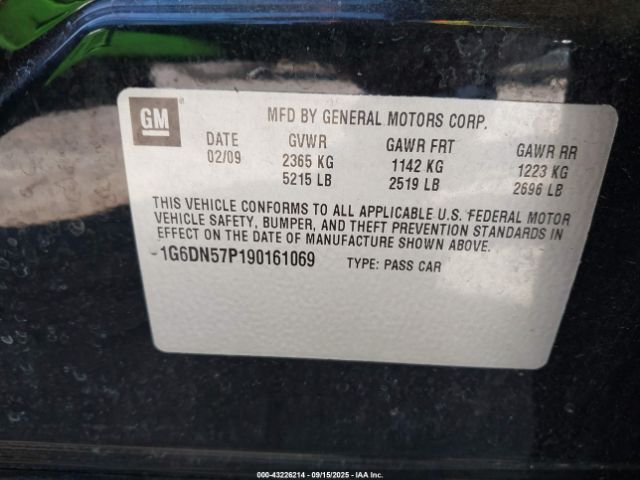 GM
MFD BY GENERAL MOTORS CORP.
DATE GVWR GAWR FRT GAWR RR
02/09 2365 KG 1142 KG 1223 KG
5215 LB 2519 LB 2696 LB
THIS VEHICLE CONFORMS TO ALL APPLICABLE U.S. FEDERAL MOTOR
VEHICLE SAFETY, BUMPER, AND THEFT PREVENTION STANDARDS IN
EFFECT ON THE DATE OF MANUFACTURE SHOWN ABOVE.
1G6DN57P190161069 TYPE: PASS CAR
000-43226214 - 09/15/2025 - IAA Inc.